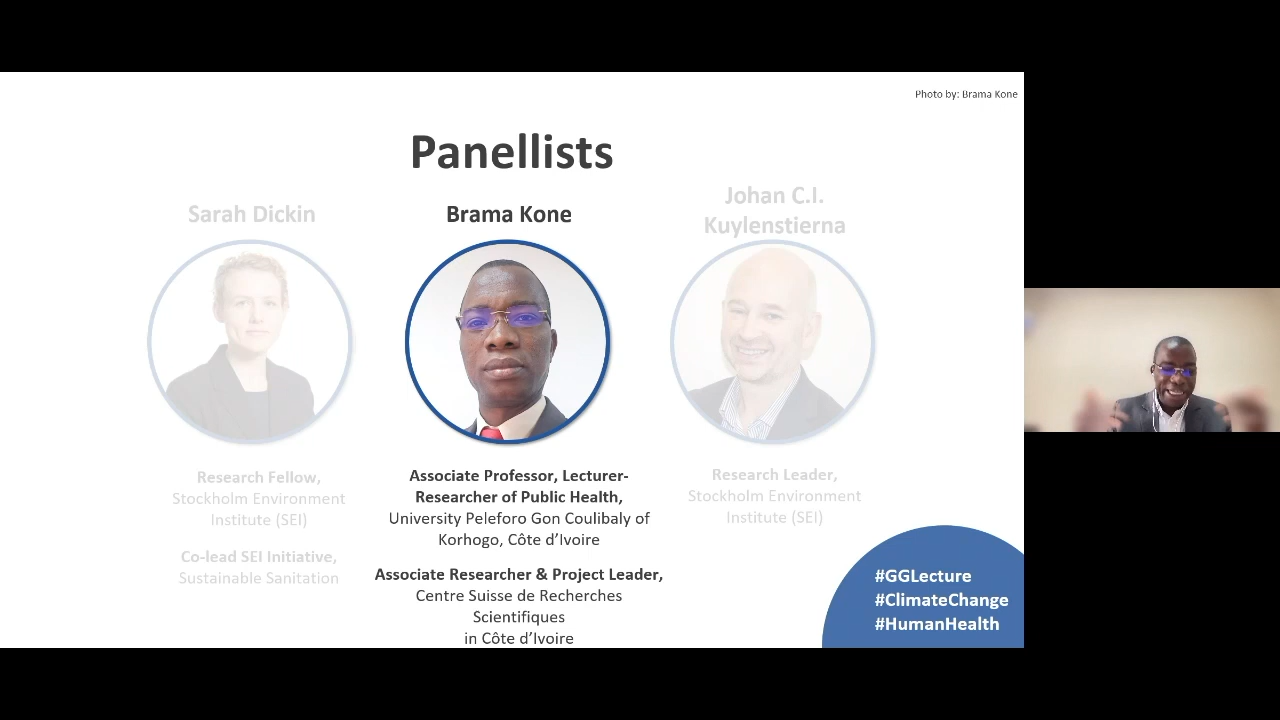 Photo by: Brama Kone
Panellists
Sarah Dickin
Research Fellow,
Stockholm Environment
Institute (SEI)
Co-lead SEI Initiative,
Sustainable Sanitation
Brama Kone
Associate Professor, Lecturer-
Researcher of Public Health,
University Peleforo Gon Coulibaly of
Korhogo, Côte d’Ivoire
Associate Researcher & Project Leader,
Centre Suisse de Recherches
Scientifiques
in Côte d’Ivoire
Johan C.I.
Kuylenstierna
Research Leader,
Stockholm Environment
Institute (SEI)
#GGLecture
#ClimateChange
#HumanHealth